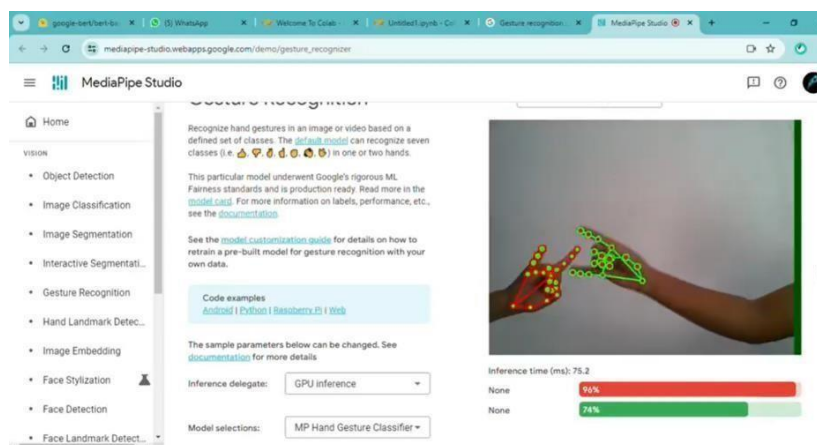 google-bert/bert-ba
(5) WhatsApp
Welcome To Colab -
Untitled1.ipynb - Col
Gesture recognition
MediaPipe Studio
mediapipe-studio.webapps.google.com/demo/gesture_recognizer
MediaPipe Studio
Gesture Recognition
Home
VISION
Object Detection
Image Classification
Image Segmentation
Interactive Segmentati...
Gesture Recognition
Hand Landmark Detec...
Image Embedding
Face Stylization
Face Detection
Face Landmark Detect...
Recognize hand gestures in an image or video based on a
defined set of classes. The default model can recognize seven
classes (i.e. 👍, 👎, ✌️, ☝️, ✊, 👋, 🤟) in one or two hands.
This particular model underwent Google's rigorous ML
Fairness standards and is production ready. Read more in the
model card. For more information on labels, performance, etc.,
see the documentation.
See the model customization guide for details on how to
retrain a pre-built model for gesture recognition with your
own data.
Code examples
Android | Python | Raspberry Pi | Web
The sample parameters below can be changed. See
documentation for more details
Inference delegate: GPU inference
Model selections: MP Hand Gesture Classifier
Inference time (ms): 75.2
None 96%
None 74%